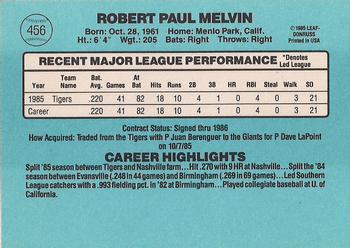 456
ROBERT PAUL MELVIN
© 1985 LEAF-DONRUSS
Printed in USA
Born: Oct. 28, 1961 Home: Menlo Park, Calif.
Ht.: 6'4" Wgt.: 205 Bats: Right Throws: Right
RECENT MAJOR LEAGUE PERFORMANCE *Denotes Led League
Year Team Name Bat. Avg. Games AB Hits Runs 2B 3B HR RBI Steal Walk SO
1985 Tigers .220 41 82 18 10 4 1 0 4 0 3 21
Career .220 41 82 18 10 4 1 0 4 0 3 21
Contract Status: Signed thru 1986
How Acquired: Traded from the Tigers with P Juan Berenguer to the Giants for P Dave LaPoint
on 10/7/85
CAREER HIGHLIGHTS
Split '85 season between Tigers and Nashville farm... Hit .270 with 9 HR at Nashville... Split the '84
season between Evansville (.248 in 44 games) and Birmingham (.269 in 69 games)... Led Southern
League catchers with a .993 fielding pct. in '82 at Birmingham... Played collegiate baseball at U. of
California.